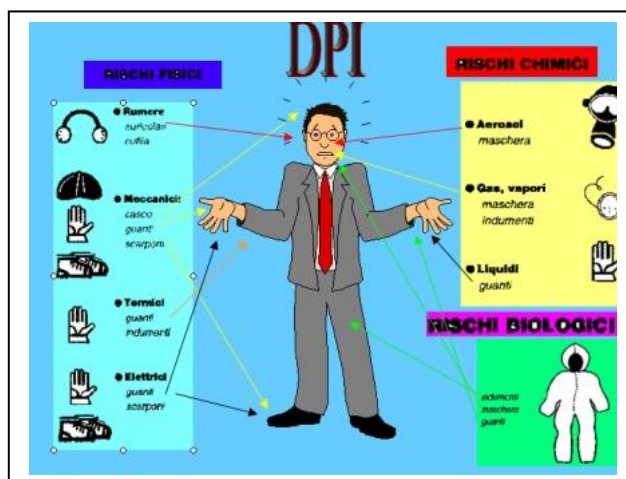 DPI
RISCHI FISICI
● Rumore
auricolari
cuffia
● Meccanici:
casco
guanti
scarponi
● Termici
guanti
indumenti
● Elettrici
guanti
scarponi
RISCHI CHIMICI
● Aerosol
maschera
● Gas, vapori
maschera
indumenti
● Liquidi
guanti
RISCHI BIOLOGICI
indumenti
maschera
guanti